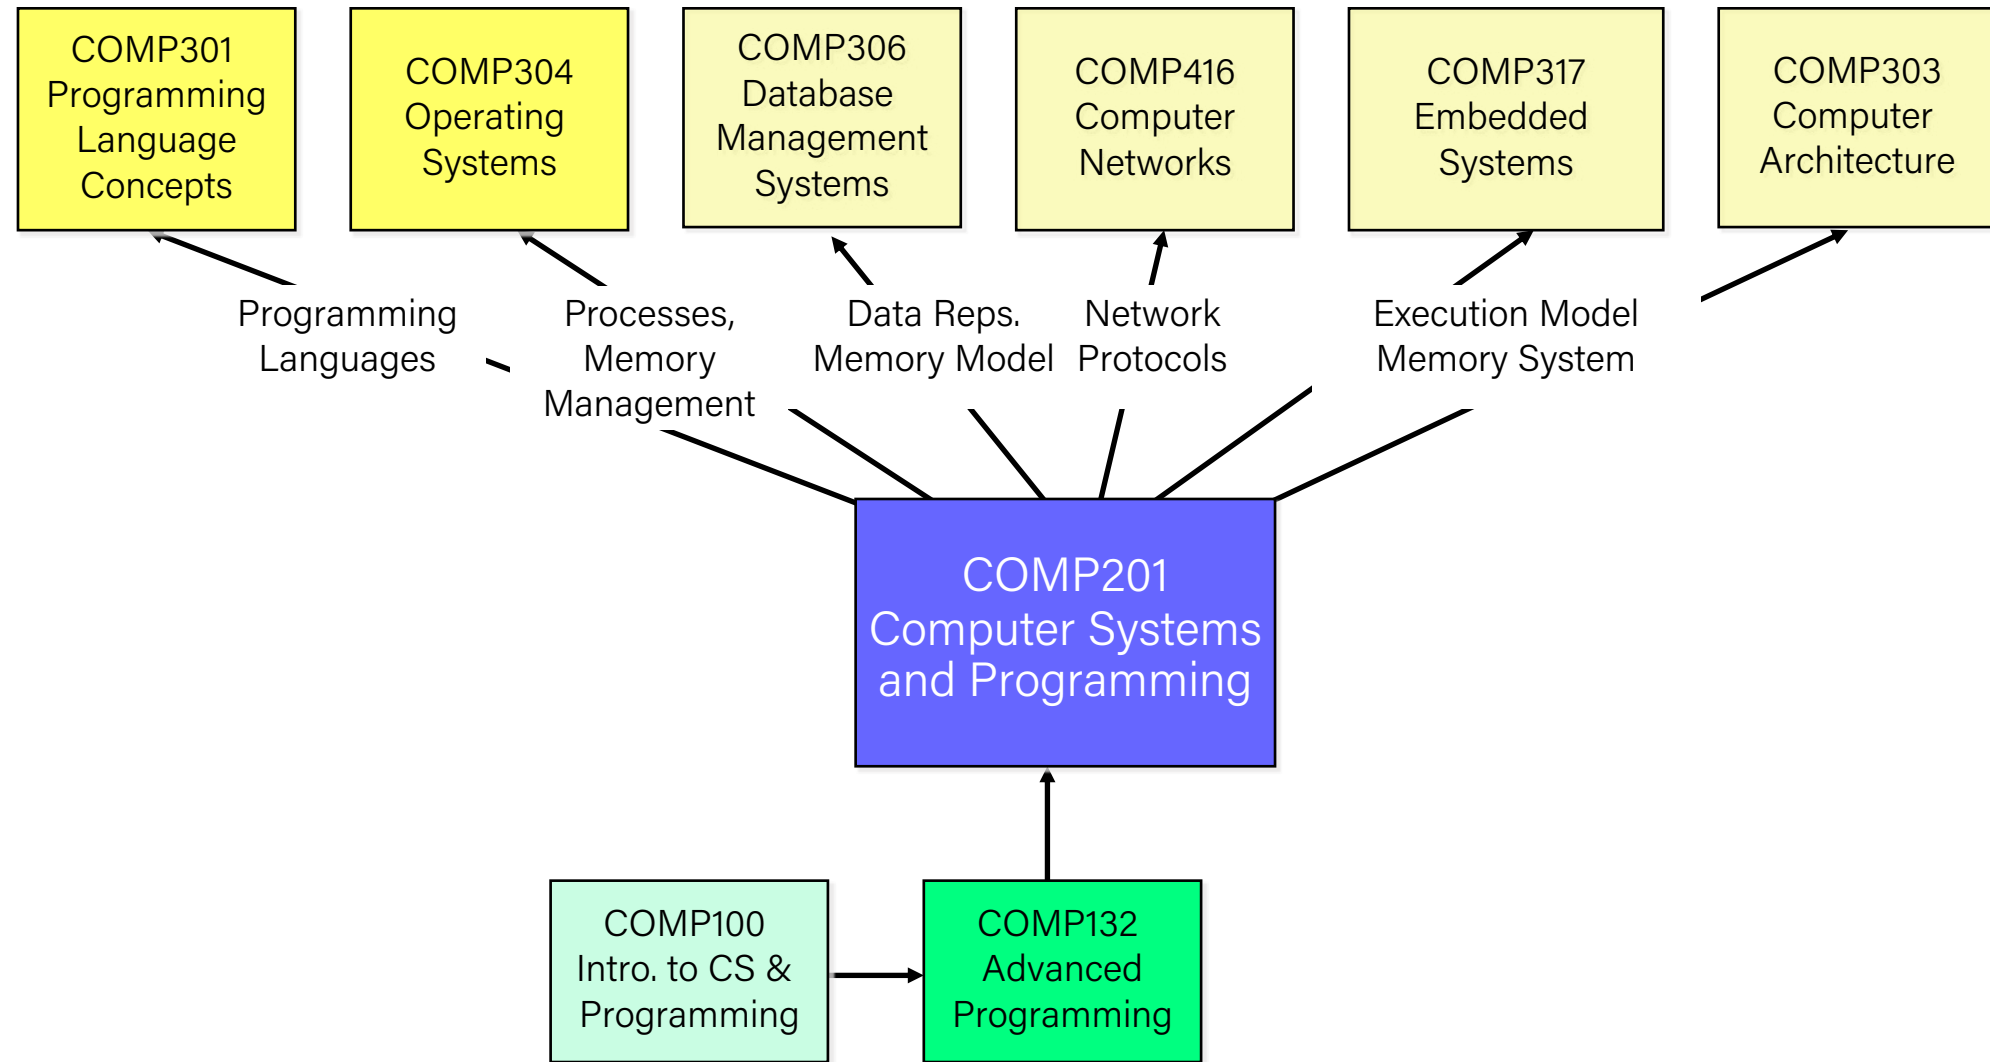 COMP301
Programming
Language
Concepts
COMP304
Operating
Systems
COMP306
Database
Management
Systems
COMP416
Computer
Networks
COMP317
Embedded
Systems
COMP303
Computer
Architecture
Programming
Languages
Processes,
Memory
Management
Data Reps.
Memory Model
Network
Protocols
Execution Model
Memory System
COMP201
Computer Systems
and Programming
COMP100
Intro. to CS &
Programming
COMP132
Advanced
Programming